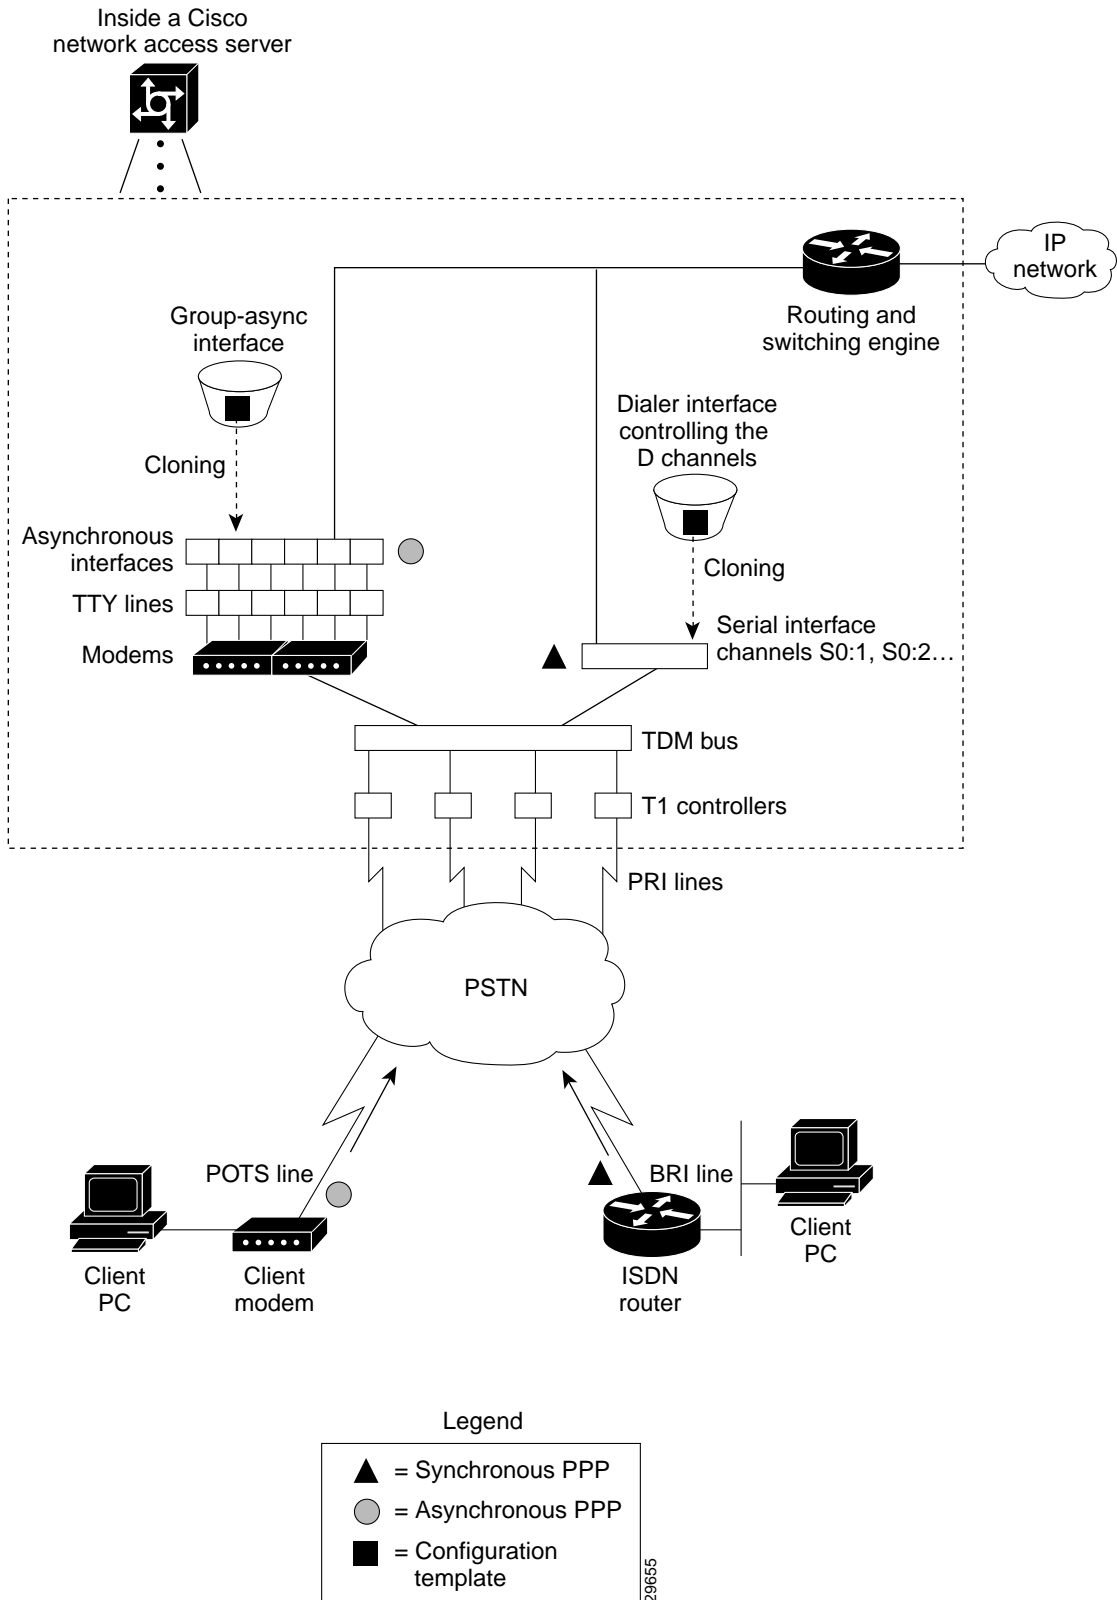 Inside a Cisco
network access server
IP
network
Routing and
switching engine
Group-async
interface
Cloning
Dialer interface
controlling the
D channels
Cloning
Asynchronous
interfaces
TTY lines
Modems
Serial interface
channels S0:1, S0:2…
TDM bus
T1 controllers
PRI lines
PSTN
POTS line
BRI line
Client
PC
Client
modem
ISDN
router
Client
PC
Legend
= Synchronous PPP
= Asynchronous PPP
= Configuration
template
29655